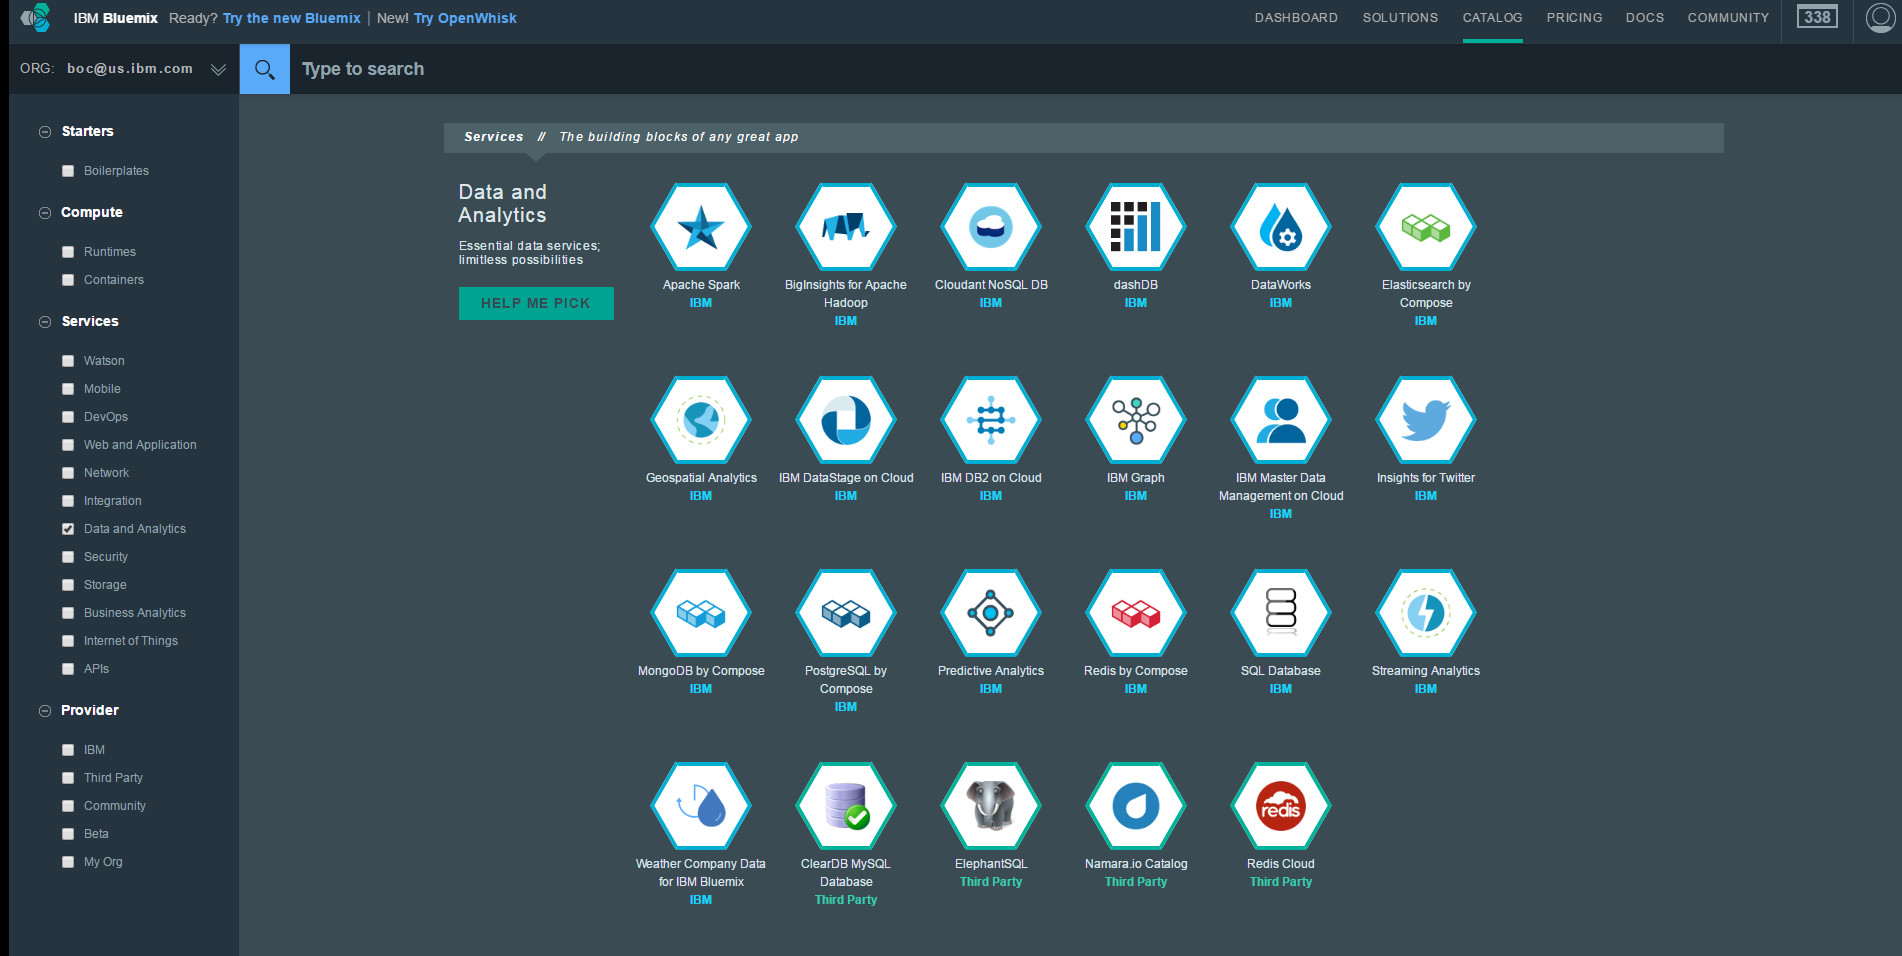 IBM Bluemix Ready? Try the new Bluemix | New! Try OpenWhisk
DASHBOARD SOLUTIONS CATALOG PRICING DOCS COMMUNITY 338
ORG: boc@us.ibm.com
Type to search
Starters
Boilerplates
Compute
Runtimes
Containers
Services
Watson
Mobile
DevOps
Web and Application
Network
Integration
Data and Analytics
Security
Storage
Business Analytics
Internet of Things
APIs
Provider
IBM
Third Party
Community
Beta
My Org
Services // The building blocks of any great app
Data and
Analytics
Essential data services;
limitless possibilities
HELP ME PICK
Apache Spark
IBM
BigInsights for Apache
Hadoop
IBM
Cloudant NoSQL DB
IBM
dashDB
IBM
DataWorks
IBM
Elasticsearch by
Compose
IBM
Geospatial Analytics
IBM
IBM DataStage on Cloud
IBM
IBM DB2 on Cloud
IBM
IBM Graph
IBM
IBM Master Data
Management on Cloud
IBM
Insights for Twitter
IBM
MongoDB by Compose
IBM
PostgreSQL by
Compose
IBM
Predictive Analytics
IBM
Redis by Compose
IBM
SQL Database
IBM
Streaming Analytics
IBM
Weather Company Data
for IBM Bluemix
IBM
ClearDB MySQL
Database
Third Party
ElephantSQL
Third Party
Namara.io Catalog
Third Party
redis
Redis Cloud
Third Party